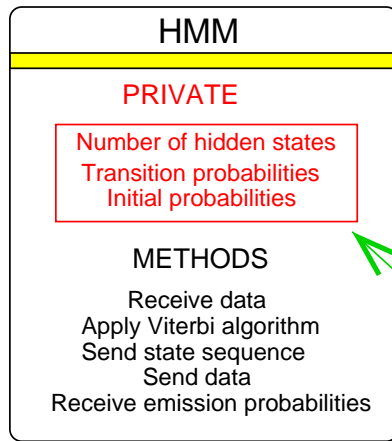 HMM
PRIVATE
Number of hidden states
Transition probabilities
Initial probabilities
METHODS
Receive data
Apply Viterbi algorithm
Send state sequence
Send data
Receive emission probabilities